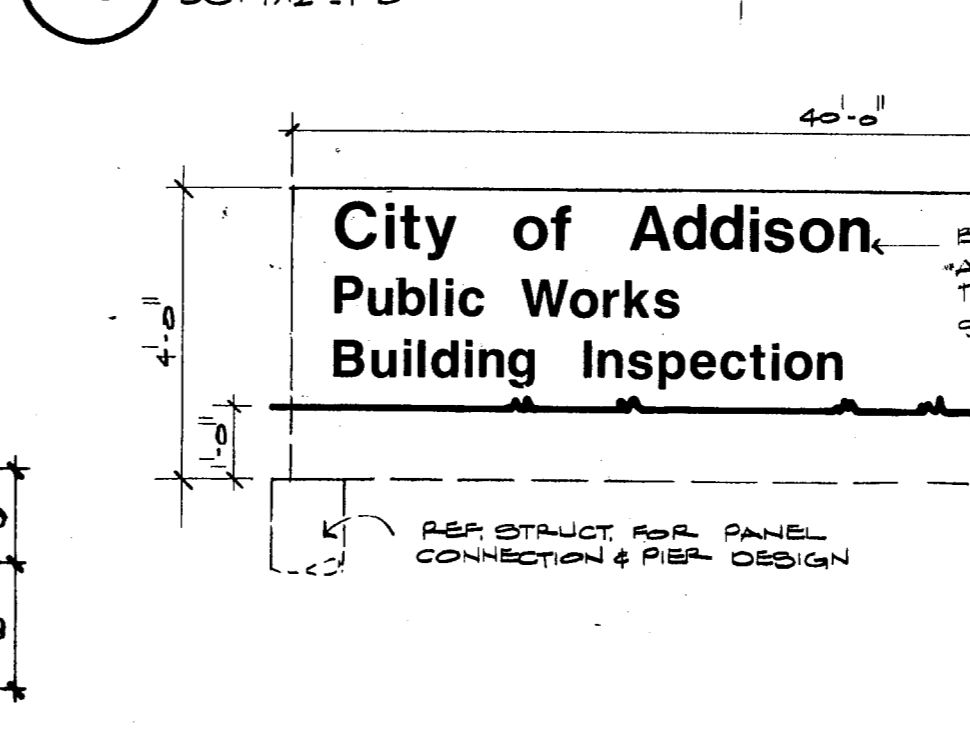 40'-0"
City of Addison
Public Works
Building Inspection
4'-0"
1'-0"
REF. STRUCT. FOR PANEL
CONNECTION & PIER DESIGN